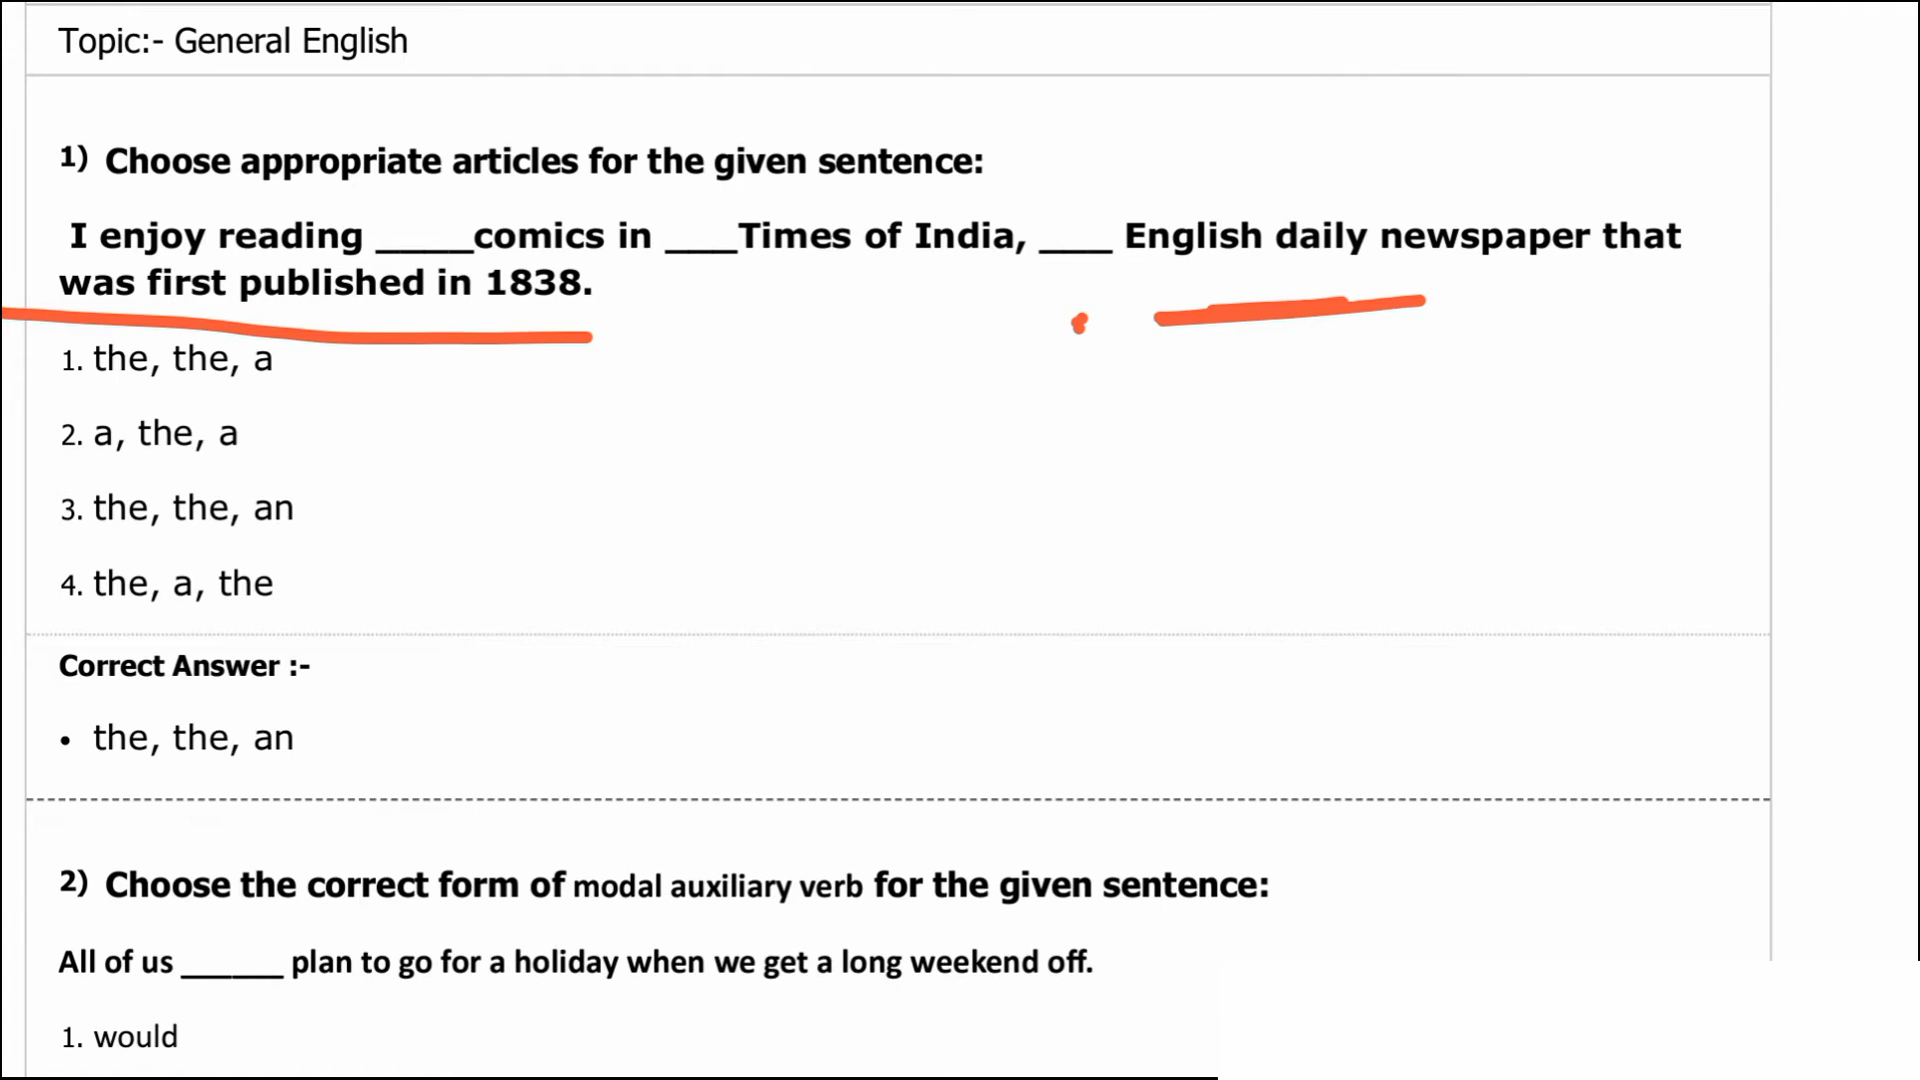 Topic:- General English
1) Choose appropriate articles for the given sentence:
I enjoy reading ____comics in ___Times of India, ___ English daily newspaper that
was first published in 1838.
1. the, the, a
2. a, the, a
3. the, the, an
4. the, a, the
Correct Answer :-
• the, the, an
2) Choose the correct form of modal auxiliary verb for the given sentence:
All of us ______ plan to go for a holiday when we get a long weekend off.
1. would